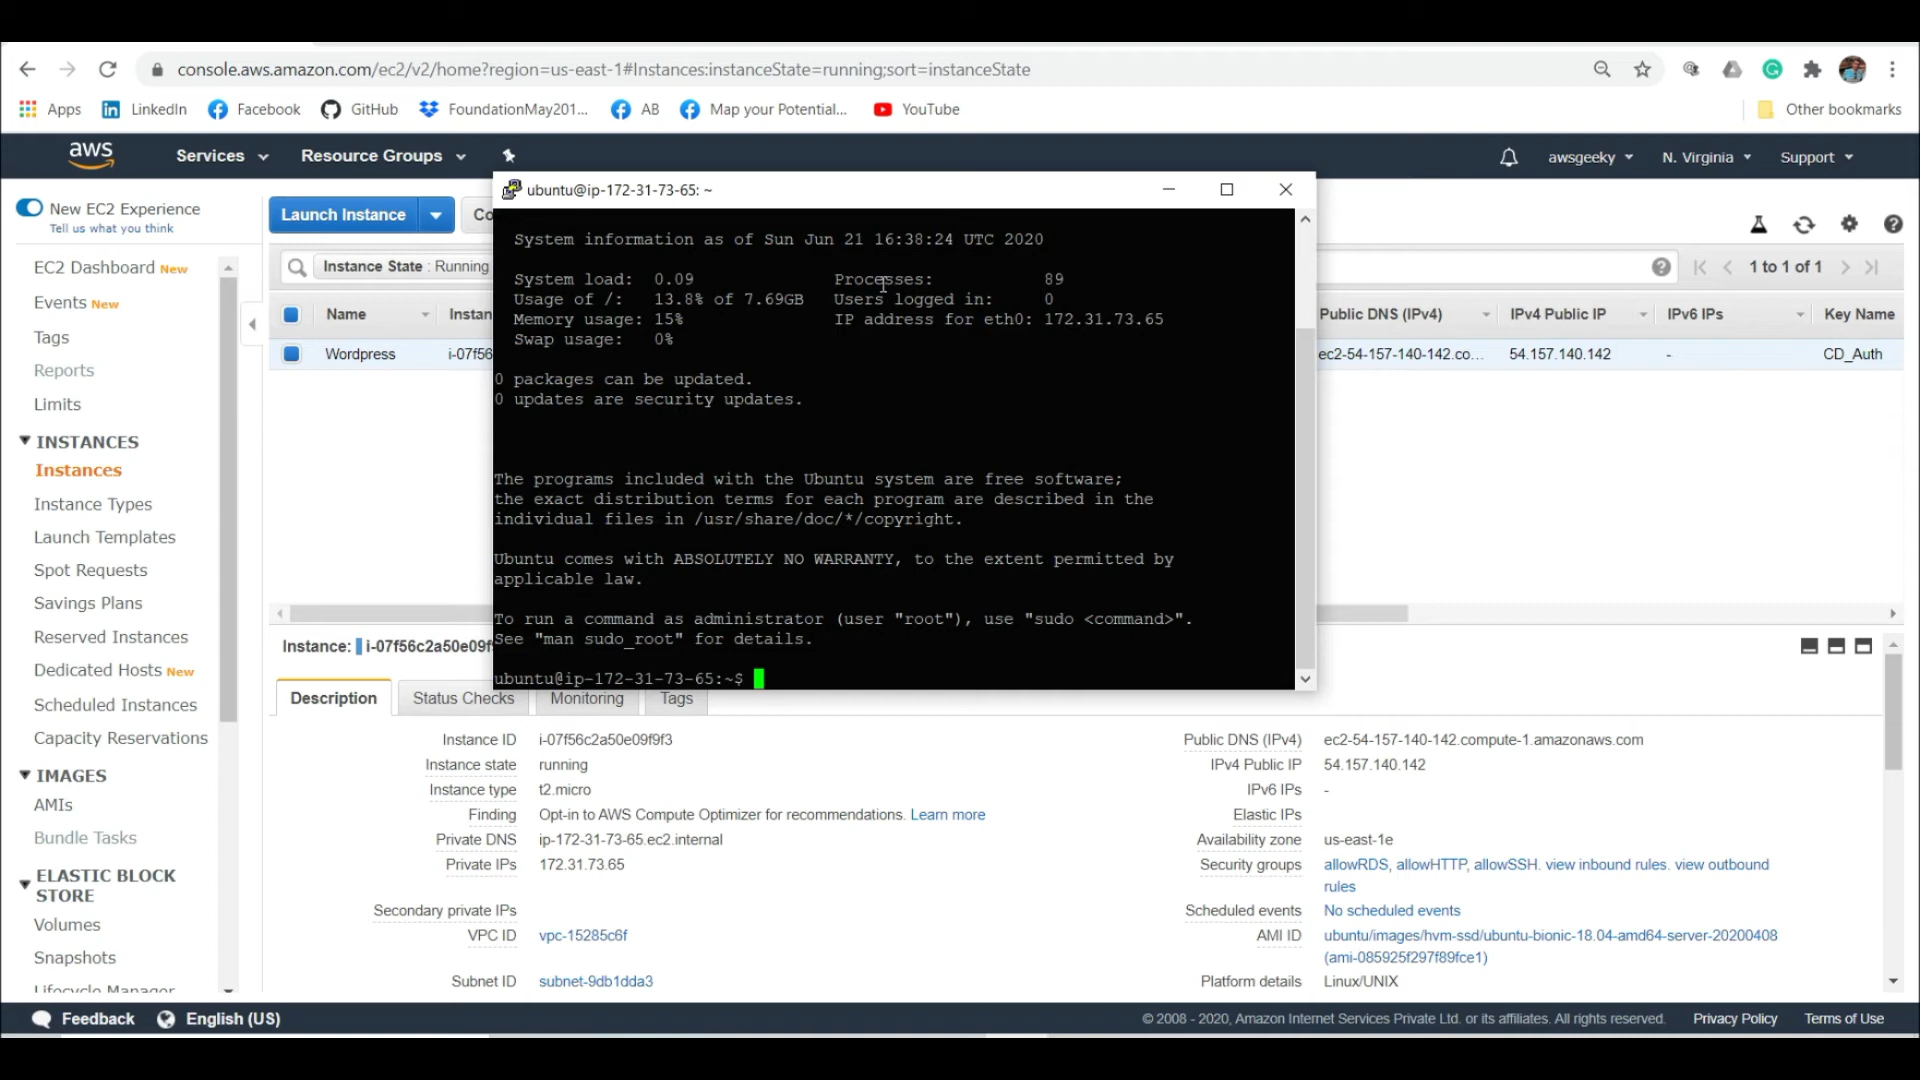 console.aws.amazon.com/ec2/v2/home?region=us-east-1#Instances:instanceState=running;sort=instanceState
Apps LinkedIn Facebook GitHub FoundationMay201... AB Map your Potential... YouTube Other bookmarks
aws Services Resource Groups awsgeeky N. Virginia Support
ubuntu@ip-172-31-73-65: ~
New EC2 Experience
Tell us what you think
Launch Instance Co
Instance State : Running
1 to 1 of 1
Name Instan Public DNS (IPv4) IPv4 Public IP IPv6 IPs Key Name
Wordpress i-07f56 ec2-54-157-140-142.co... 54.157.140.142 - CD_Auth
System information as of Sun Jun 21 16:38:24 UTC 2020
System load: 0.09 Processes: 89
Usage of /: 13.8% of 7.69GB Users logged in: 0
Memory usage: 15% IP address for eth0: 172.31.73.65
Swap usage: 0%
0 packages can be updated.
0 updates are security updates.
The programs included with the Ubuntu system are free software;
the exact distribution terms for each program are described in the
individual files in /usr/share/doc/*/copyright.
Ubuntu comes with ABSOLUTELY NO WARRANTY, to the extent permitted by
applicable law.
To run a command as administrator (user "root"), use "sudo <command>".
See "man sudo_root" for details.
ubuntu@ip-172-31-73-65:~$
EC2 Dashboard New
Events New
Tags
Reports
Limits
INSTANCES
Instances
Instance Types
Launch Templates
Spot Requests
Savings Plans
Reserved Instances
Dedicated Hosts New
Scheduled Instances
Capacity Reservations
IMAGES
AMIs
Bundle Tasks
ELASTIC BLOCK
STORE
Volumes
Snapshots
Lifecycle Manager
Instance: i-07f56c2a50e09f
Description Status Checks Monitoring Tags
Instance ID i-07f56c2a50e09f9f3
Instance state running
Instance type t2.micro
Finding Opt-in to AWS Compute Optimizer for recommendations. Learn more
Private DNS ip-172-31-73-65.ec2.internal
Private IPs 172.31.73.65
Secondary private IPs
VPC ID vpc-15285c6f
Subnet ID subnet-9db1dda3
Public DNS (IPv4) ec2-54-157-140-142.compute-1.amazonaws.com
IPv4 Public IP 54.157.140.142
IPv6 IPs -
Elastic IPs
Availability zone us-east-1e
Security groups allowRDS, allowHTTP, allowSSH. view inbound rules. view outbound
rules
Scheduled events No scheduled events
AMI ID ubuntu/images/hvm-ssd/ubuntu-bionic-18.04-amd64-server-20200408
(ami-085925f297f89fce1)
Platform details Linux/UNIX
Feedback English (US) © 2008 - 2020, Amazon Internet Services Private Ltd. or its affiliates. All rights reserved. Privacy Policy Terms of Use